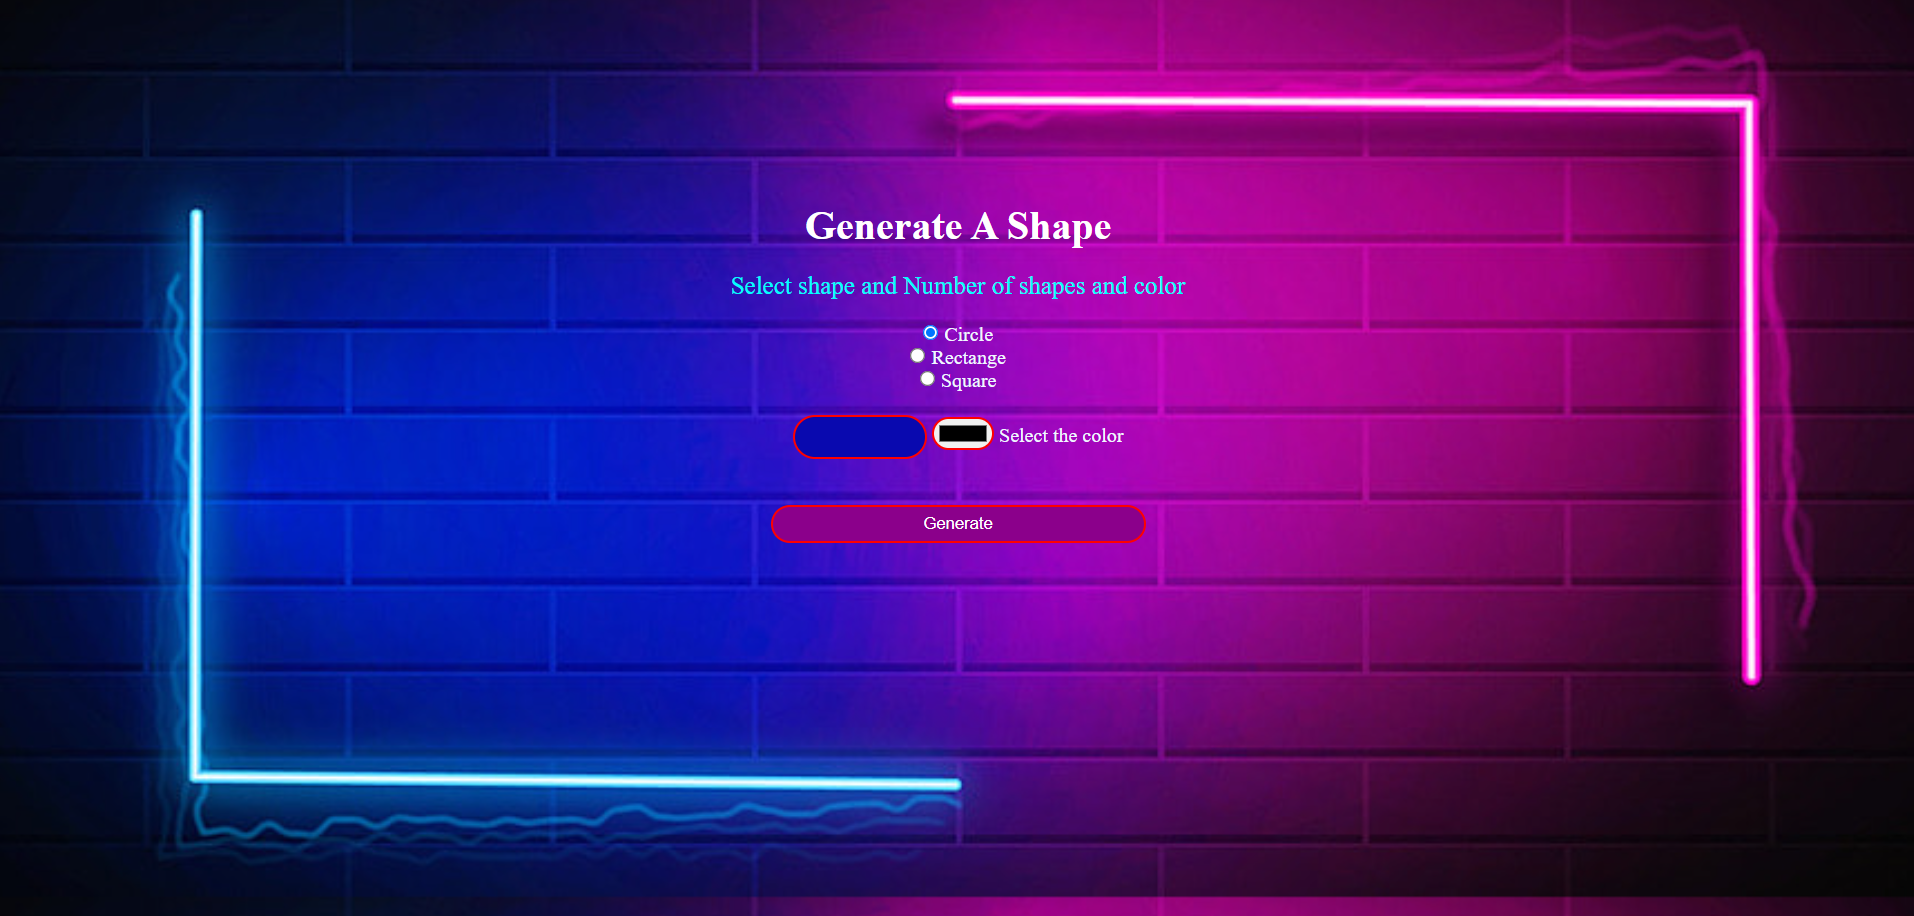 Generate A Shape
Select shape and Number of shapes and color
Circle
Rectange
Square
Select the color
Generate